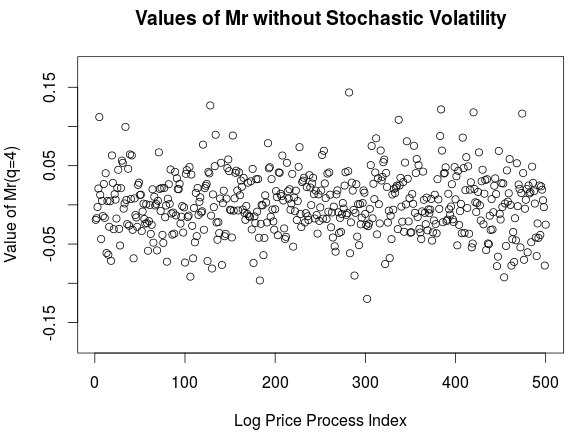 Values of Mr without Stochastic Volatility
Value of Mr(q=4)
0.15
0.05
-0.05
-0.15
0 100 200 300 400 500
Log Price Process Index